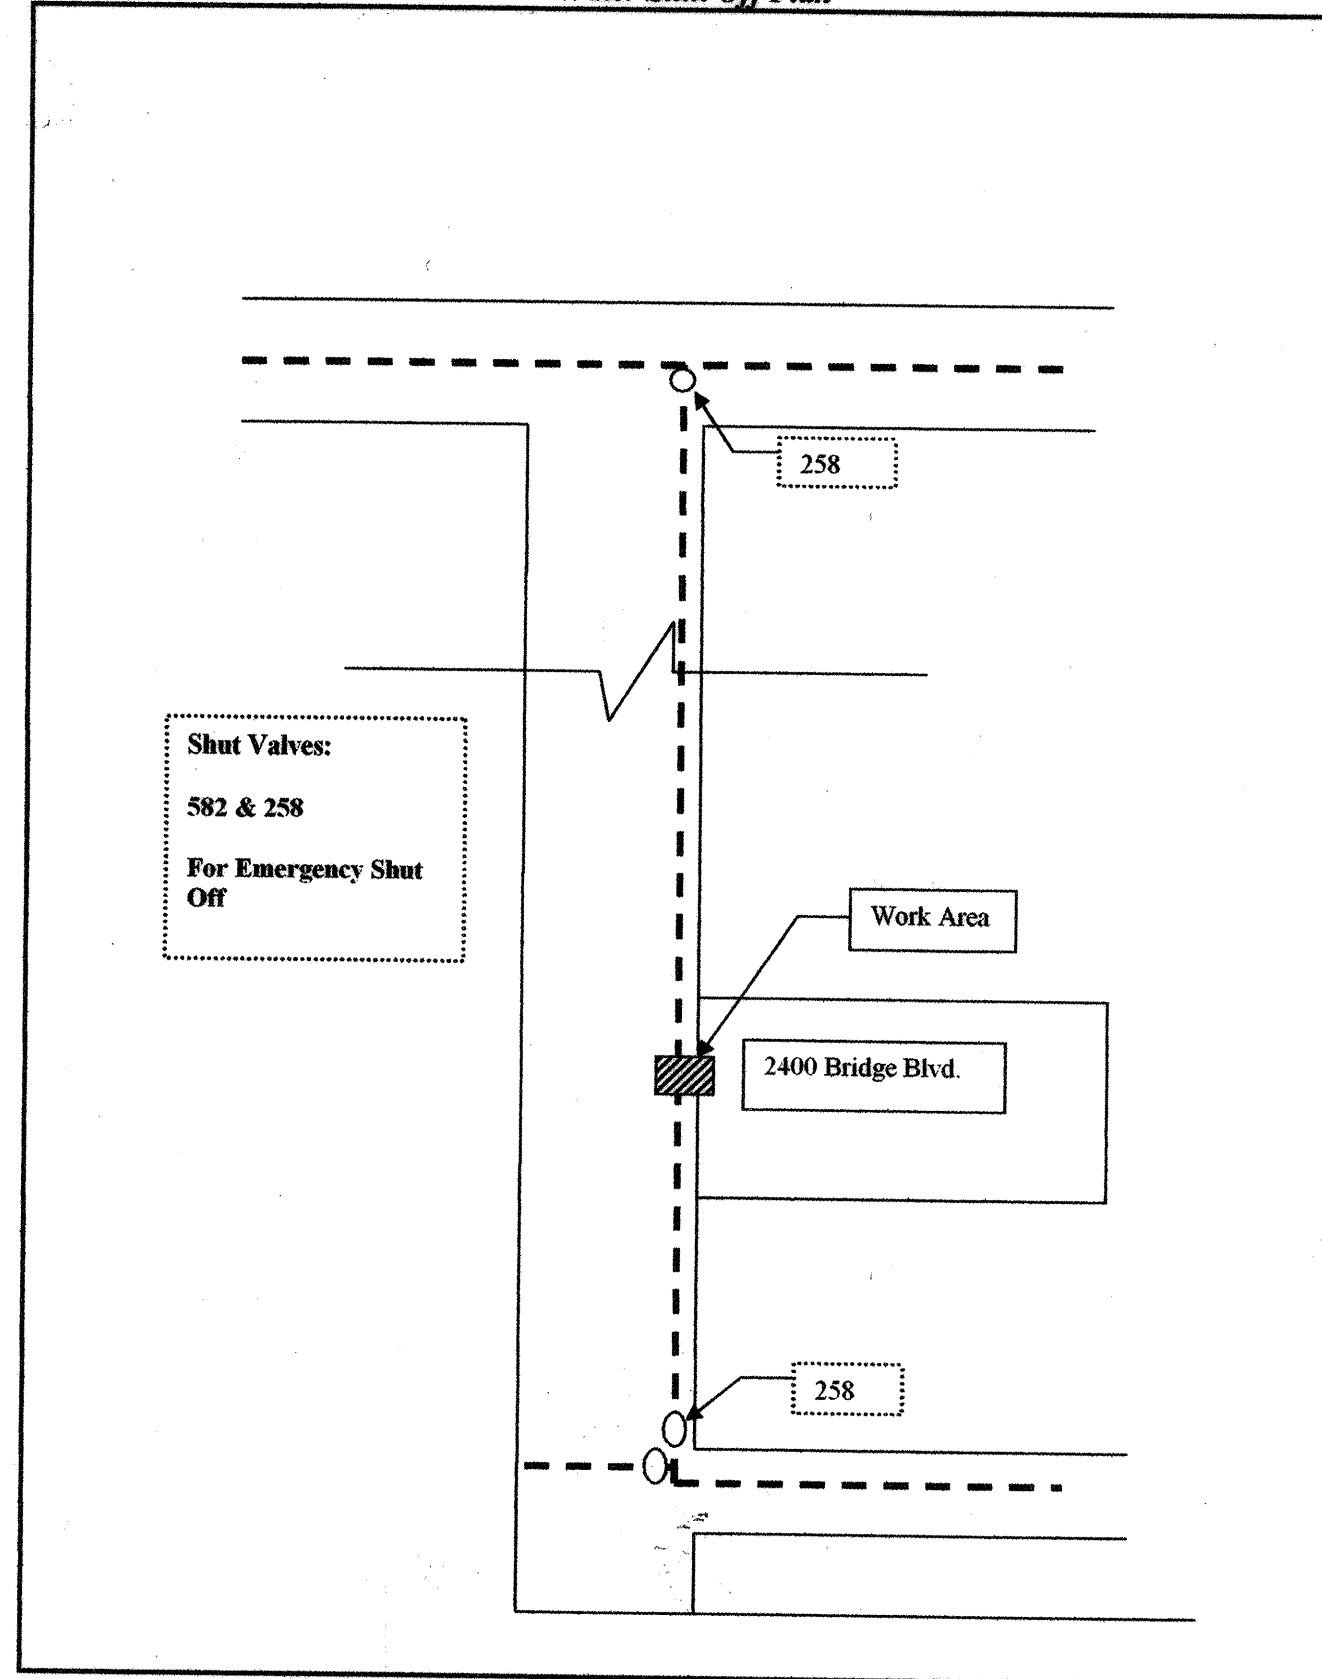 258
Shut Valves:
582 & 258
For Emergency Shut
Off
Work Area
2400 Bridge Blvd.
258